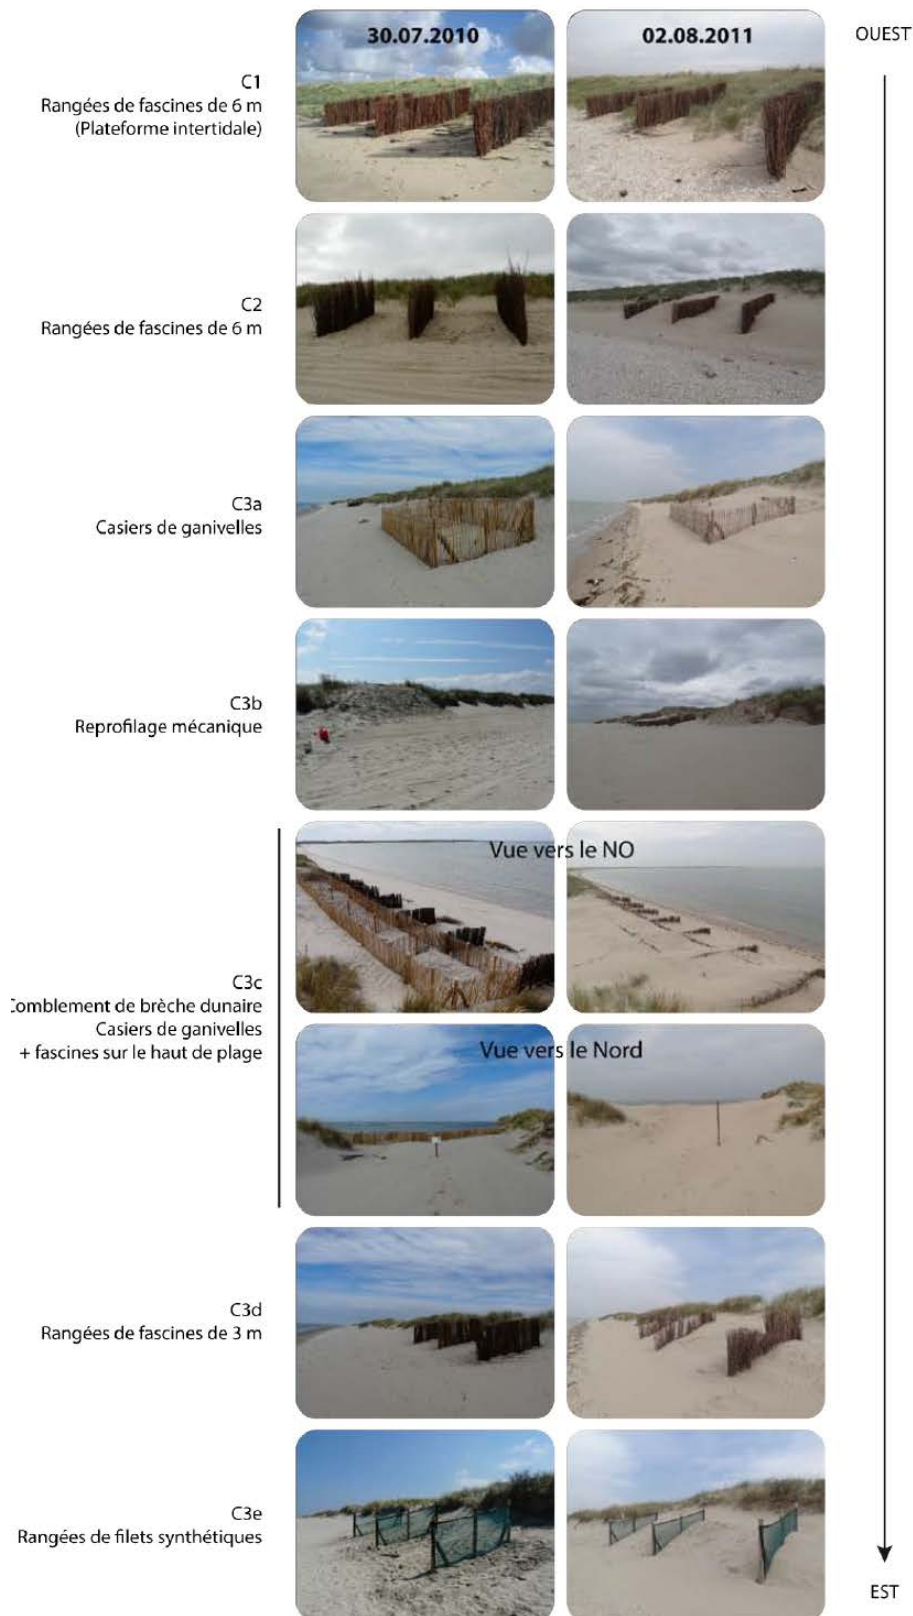 30.07.2010
02.08.2011
OUEST
C1
Rangées de fascines de 6 m
(Plateforme intertidale)
C2
Rangées de fascines de 6 m
C3a
Casiers de ganivelles
C3b
Reprofilage mécanique
Vue vers le NO
C3c
Comblement de brèche dunaire
Casiers de ganivelles
+ fascines sur le haut de plage
Vue vers le Nord
C3d
Rangées de fascines de 3 m
C3e
Rangées de filets synthétiques
EST